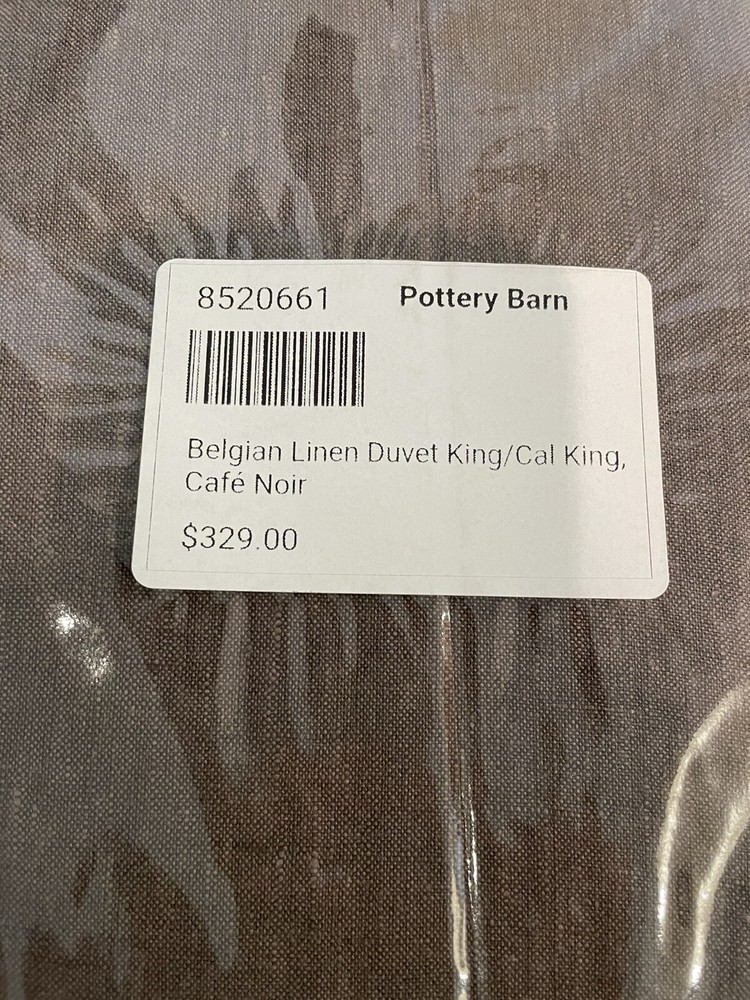 8520661 Pottery Barn
Belgian Linen Duvet King/Cal King,
Café Noir
$329.00